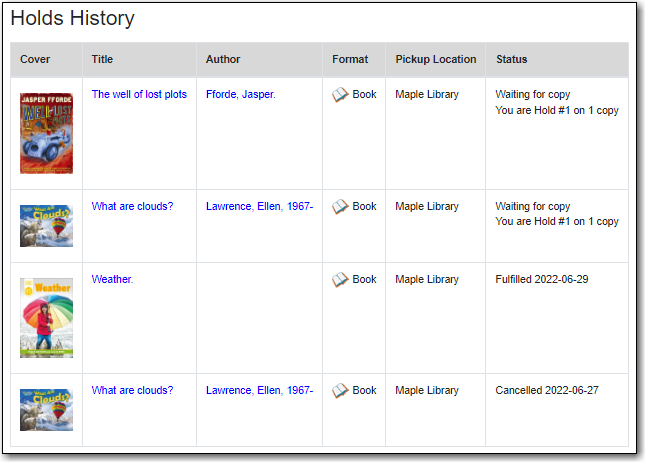 Holds History
Cover Title Author Format Pickup Location Status
JASPER FFORDE
WELL
LOST
The well of lost plots Fforde, Jasper. Book Maple Library Waiting for copy
You are Hold #1 on 1 copy
What Are
Clouds?
What are clouds? Lawrence, Ellen, 1967- Book Maple Library Waiting for copy
You are Hold #1 on 1 copy
Weather
Weather. Book Maple Library Fulfilled 2022-06-29
What Are
Clouds?
What are clouds? Lawrence, Ellen, 1967- Book Maple Library Cancelled 2022-06-27